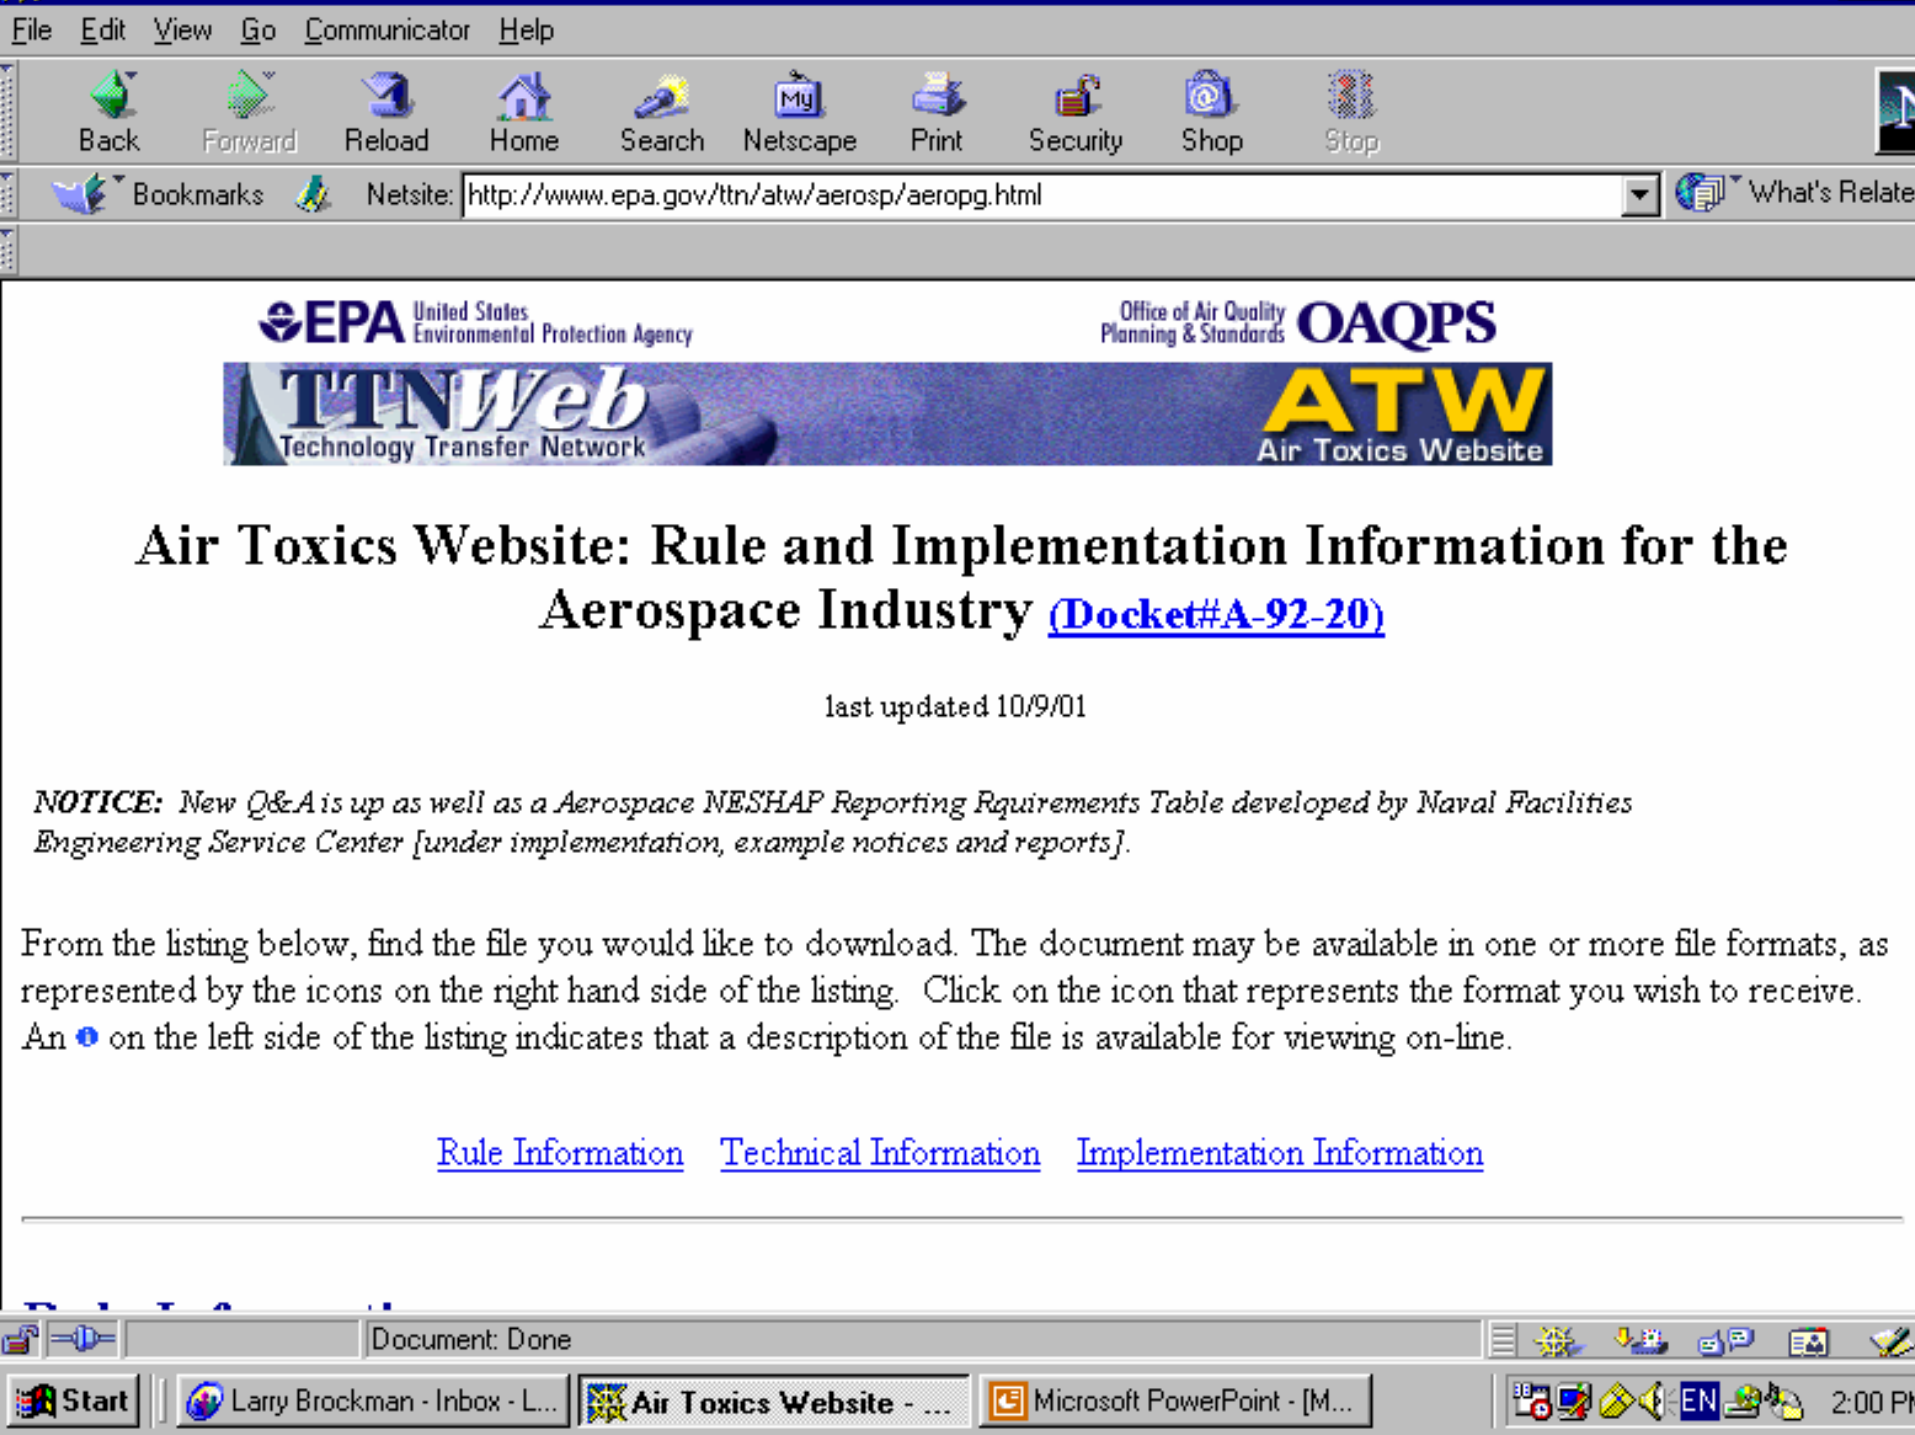 File Edit View Go Communicator Help
Back Forward Reload Home Search Netscape Print Security Shop Stop
My
N
Bookmarks Netsite: http://www.epa.gov/ttn/atw/aerosp/aeropg.html What's Relate
EPA United States Environmental Protection Agency
Office of Air Quality Planning & Standards OAQPS
TTNWeb
Technology Transfer Network
ATW
Air Toxics Website
Air Toxics Website: Rule and Implementation Information for the
Aerospace Industry (Docket#A-92-20)
last updated 10/9/01
NOTICE: New Q&A is up as well as a Aerospace NESHAP Reporting Rquirements Table developed by Naval Facilities
Engineering Service Center [under implementation, example notices and reports].
From the listing below, find the file you would like to download. The document may be available in one or more file formats, as
represented by the icons on the right hand side of the listing. Click on the icon that represents the format you wish to receive.
An i on the left side of the listing indicates that a description of the file is available for viewing on-line.
Rule Information Technical Information Implementation Information
Document: Done
Start Larry Brockman - Inbox - L... Air Toxics Website - ... Microsoft PowerPoint - [M... EN 2:00 PM